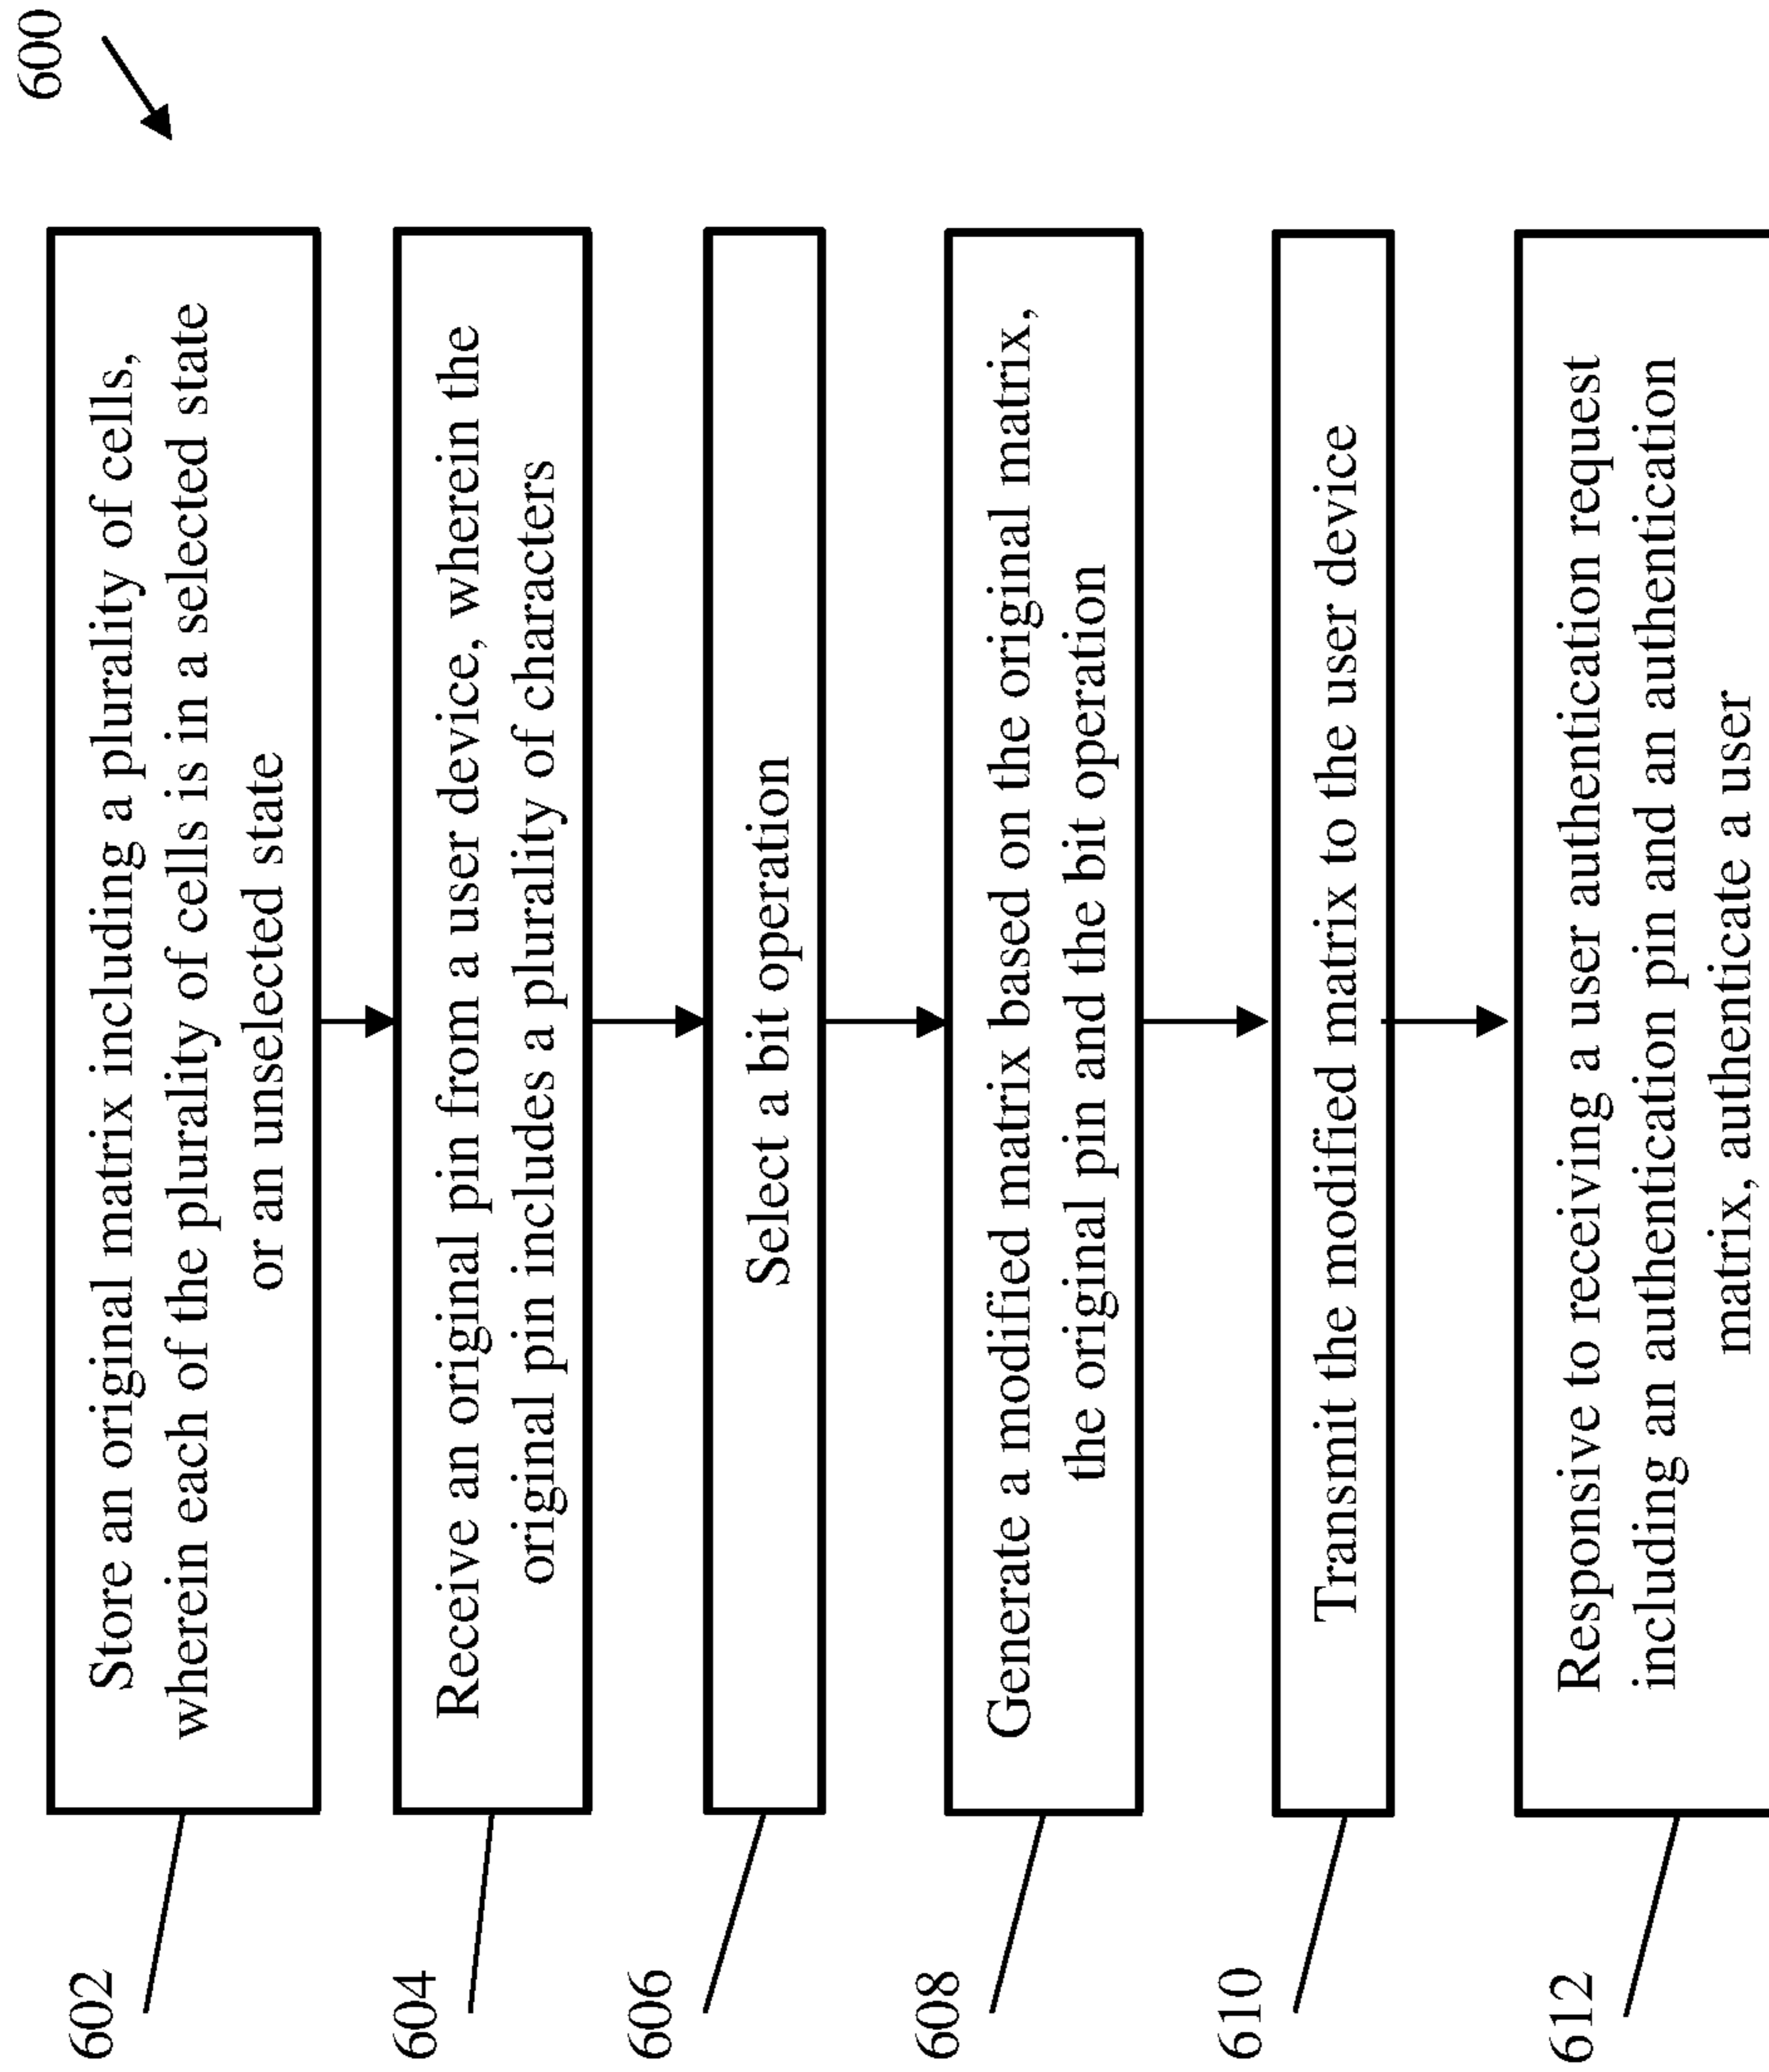 600
602
Store an original matrix including a plurality of cells,
wherein each of the plurality of cells is in a selected state
or an unselected state
604
Receive an original pin from a user device, wherein the
original pin includes a plurality of characters
606
Select a bit operation
608
Generate a modified matrix based on the original matrix,
the original pin and the bit operation
610
Transmit the modified matrix to the user device
612
Responsive to receiving a user authentication request
including an authentication pin and an authentication
matrix, authenticate a user